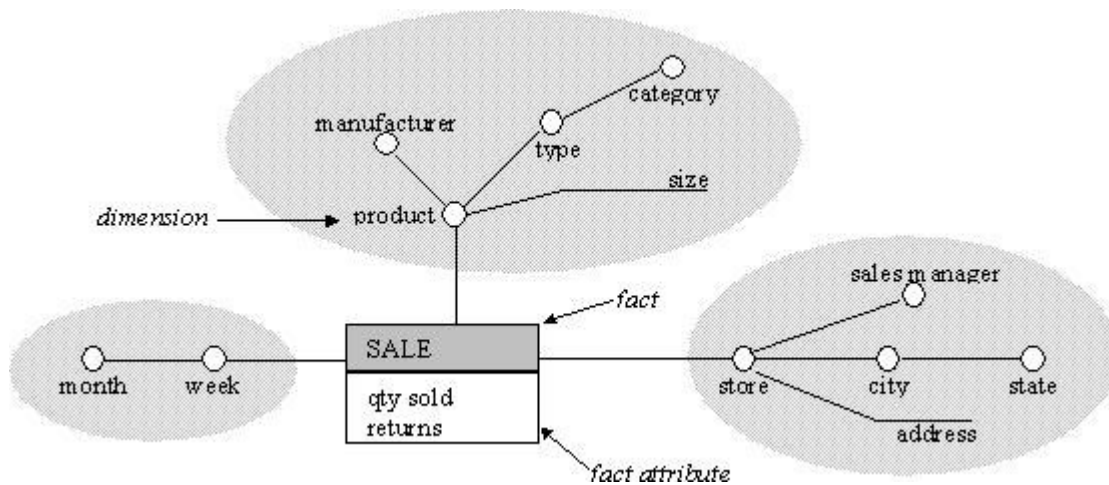 category
manufacturer
type
size
dimension
product
sales manager
fact
SALE
month
week
store
city
state
qty sold
returns
address
fact attribute